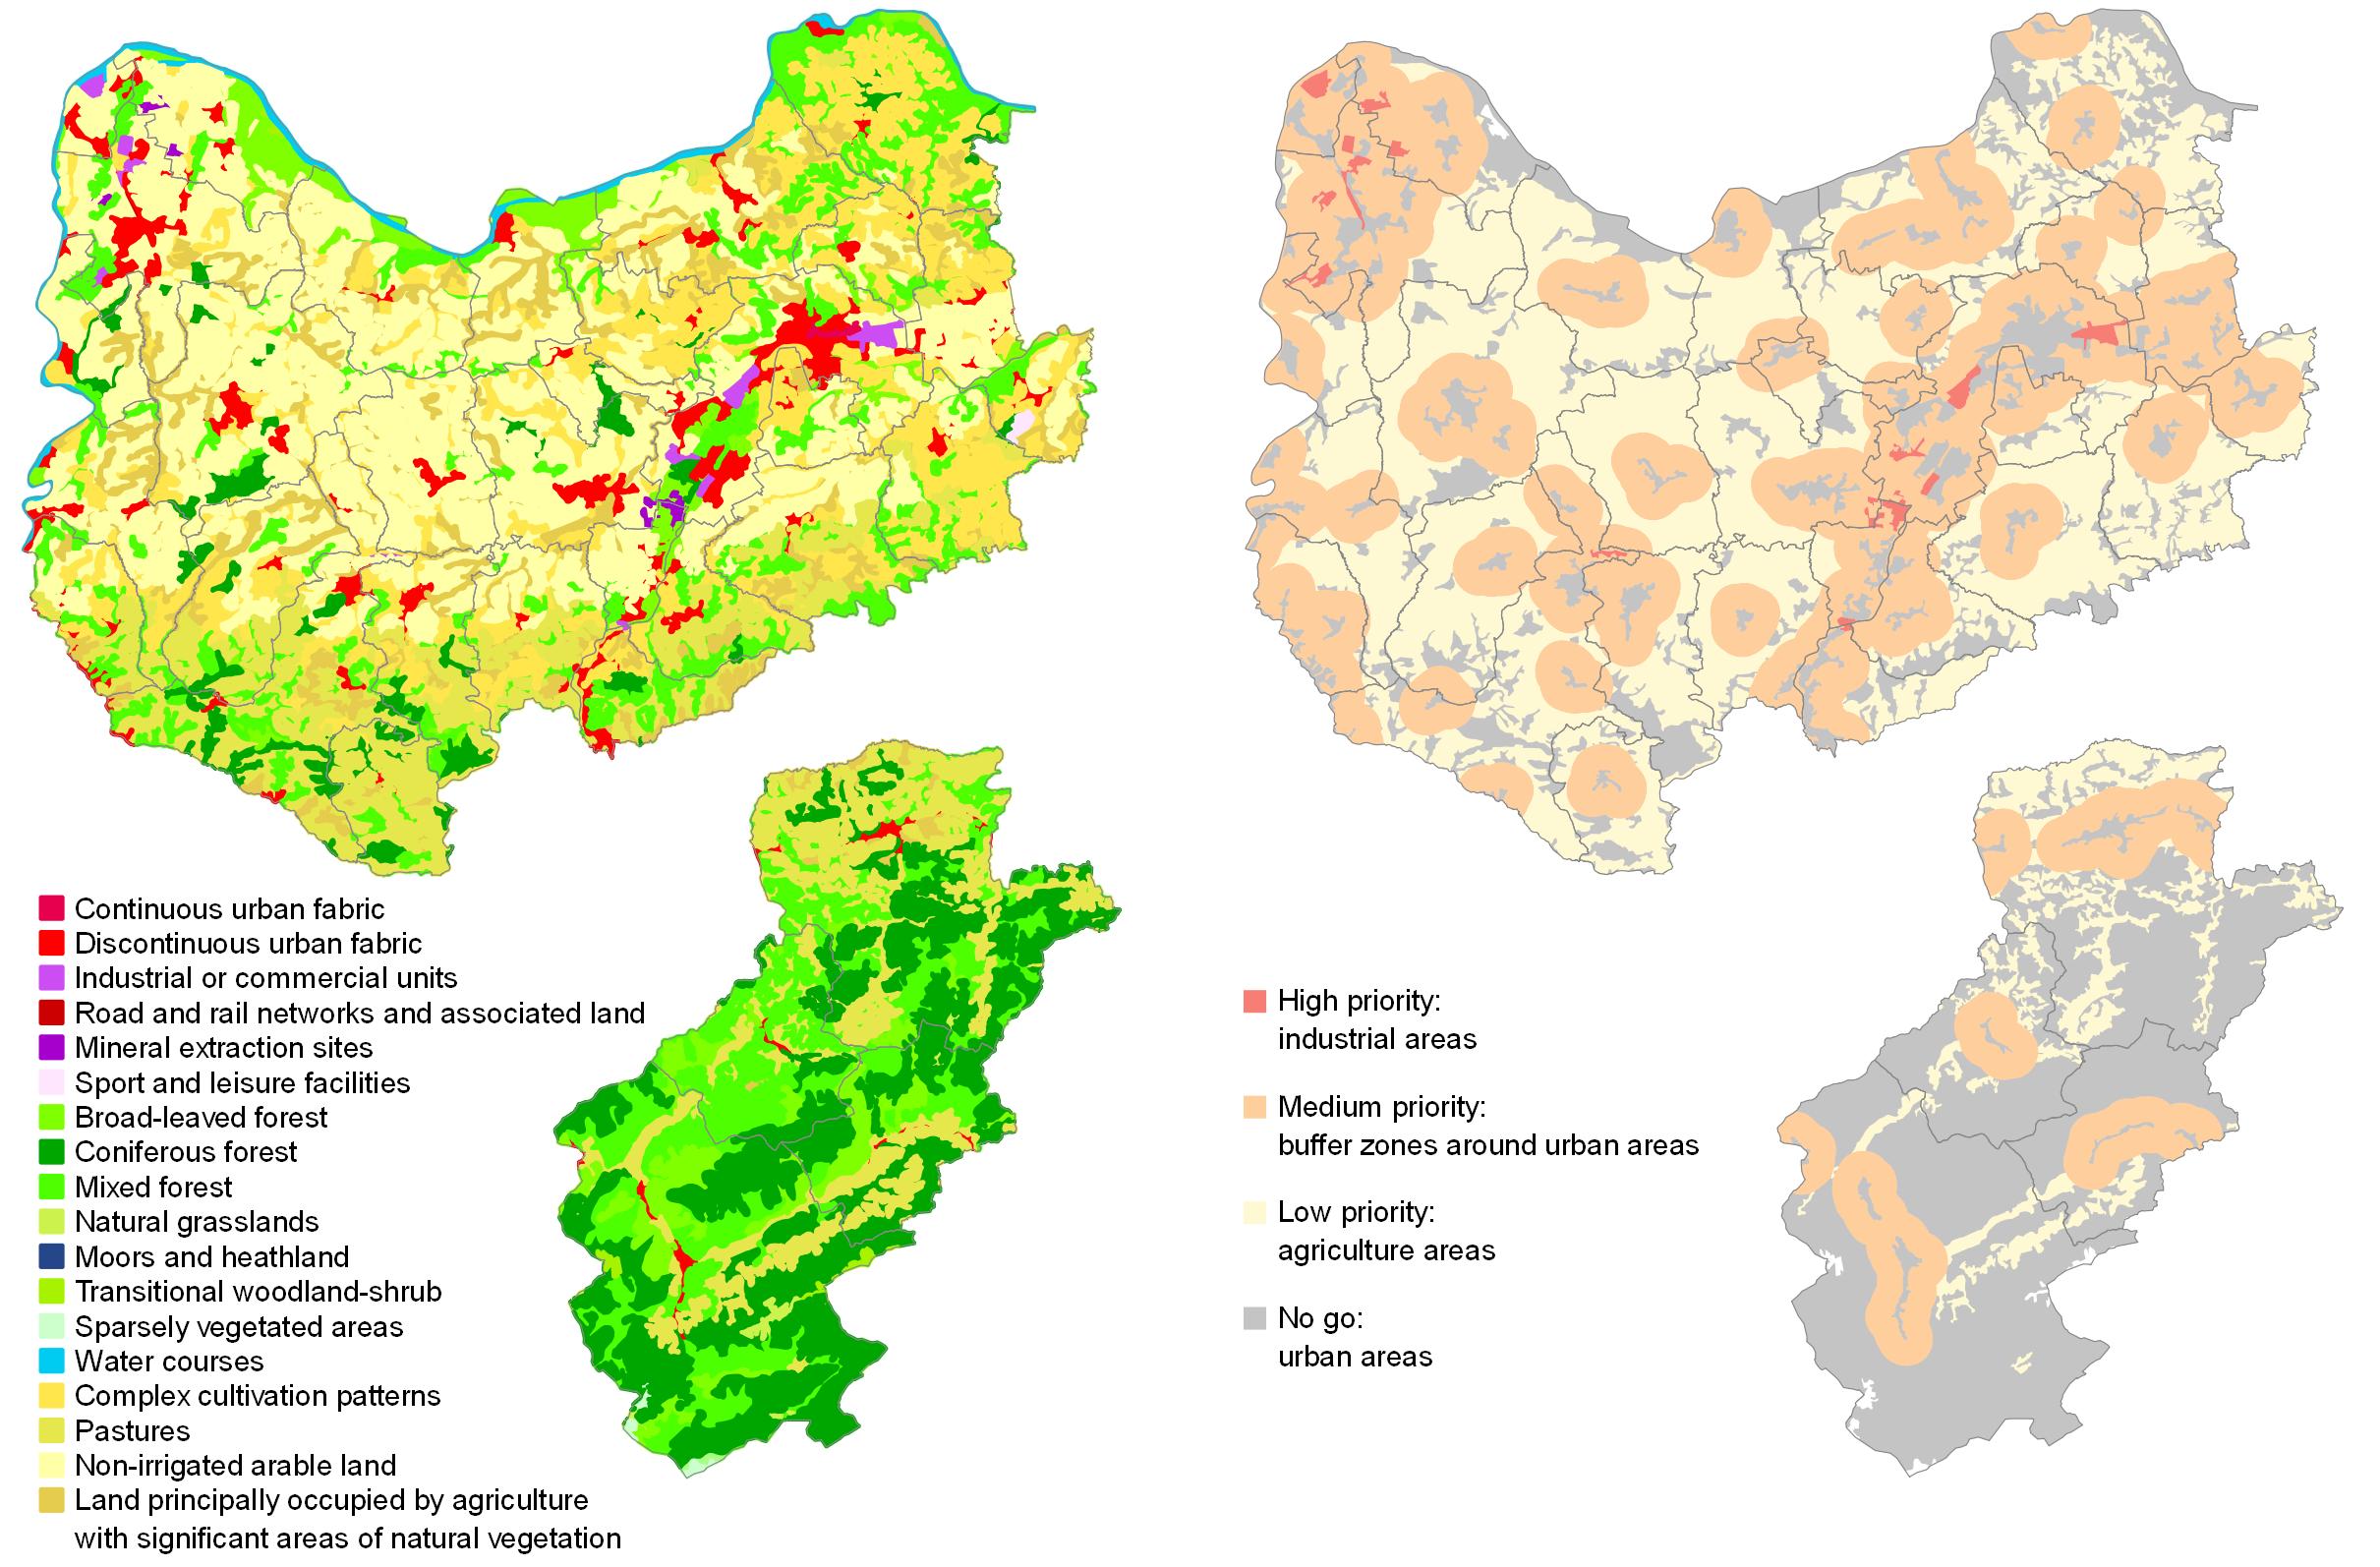 Continuous urban fabric
Discontinuous urban fabric
Industrial or commercial units
Road and rail networks and associated land
Mineral extraction sites
Sport and leisure facilities
Broad-leaved forest
Coniferous forest
Mixed forest
Natural grasslands
Moors and heathland
Transitional woodland-shrub
Sparsely vegetated areas
Water courses
Complex cultivation patterns
Pastures
Non-irrigated arable land
Land principally occupied by agriculture
with significant areas of natural vegetation
High priority:
industrial areas
Medium priority:
buffer zones around urban areas
Low priority:
agriculture areas
No go:
urban areas